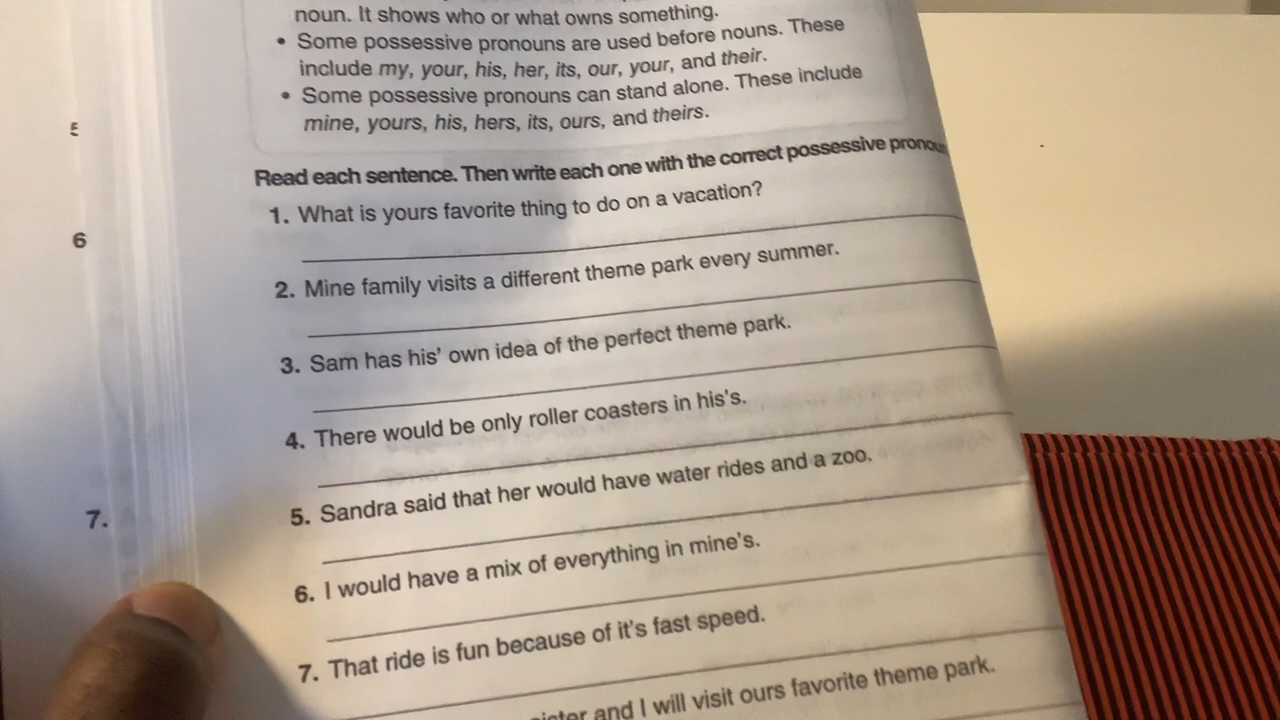 noun. It shows who or what owns something.
• Some possessive pronouns are used before nouns. These
include my, your, his, her, its, our, your, and their.
• Some possessive pronouns can stand alone. These include
mine, yours, his, hers, its, ours, and theirs.
Read each sentence. Then write each one with the correct possessive
1. What is yours favorite thing to do on a vacation?
2. Mine family visits a different theme park every summer.
3. Sam has his' own idea of the perfect theme park.
4. There would be only roller coasters in his's.
5. Sandra said that her would have water rides and a zoo.
6. I would have a mix of everything in mine's.
7. That ride is fun because of it's fast speed.
and I will visit ours favorite theme park.
5
6
7.